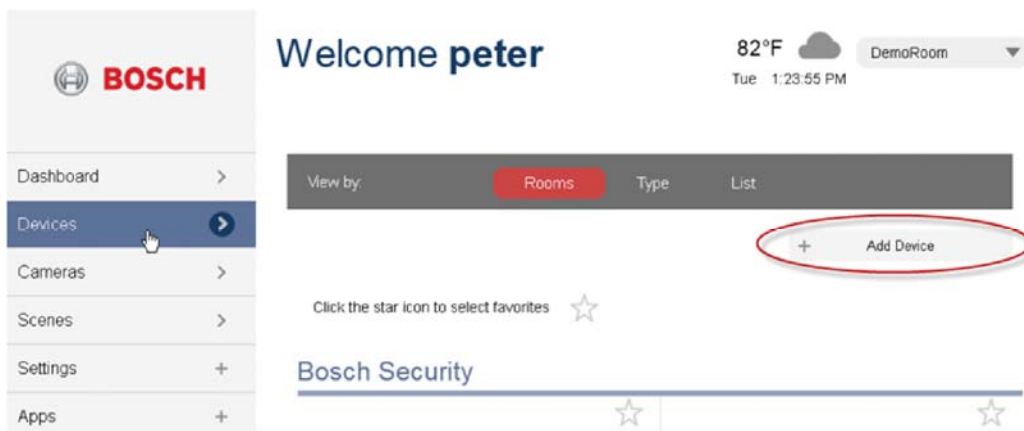 BOSCH
Welcome peter
82°F
DemoRoom
Tue 1:23:55 PM
Dashboard
Devices
Cameras
Scenes
Settings
Apps
View by: Rooms Type List
+ Add Device
Click the star icon to select favorites
Bosch Security